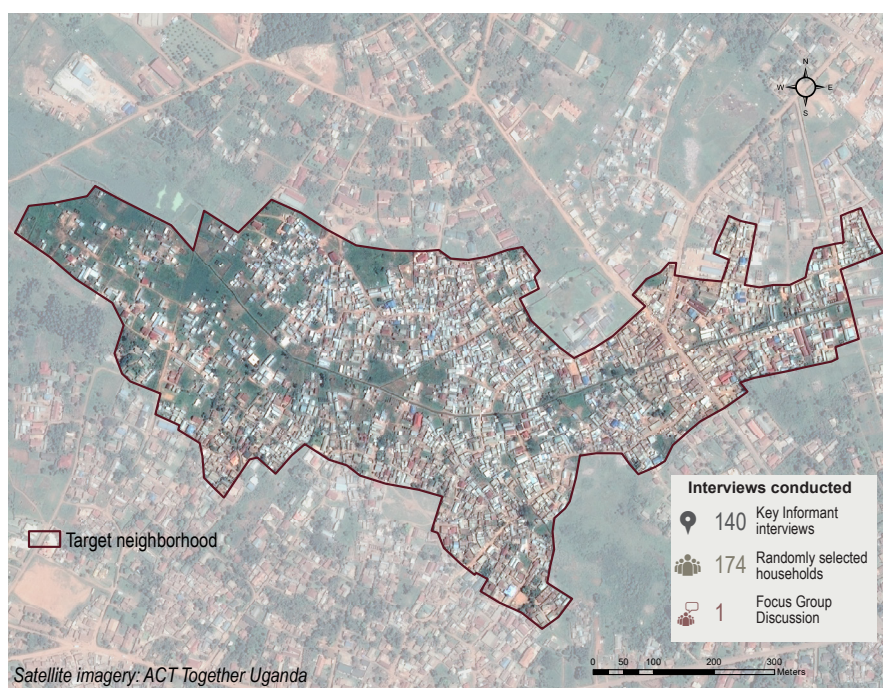 N
W E
S
Interviews conducted
140 Key Informant
interviews
174 Randomly selected
households
1 Focus Group
Discussion
Target neighborhood
Satellite imagery: ACT Together Uganda
0 50 100 200 300
Meters